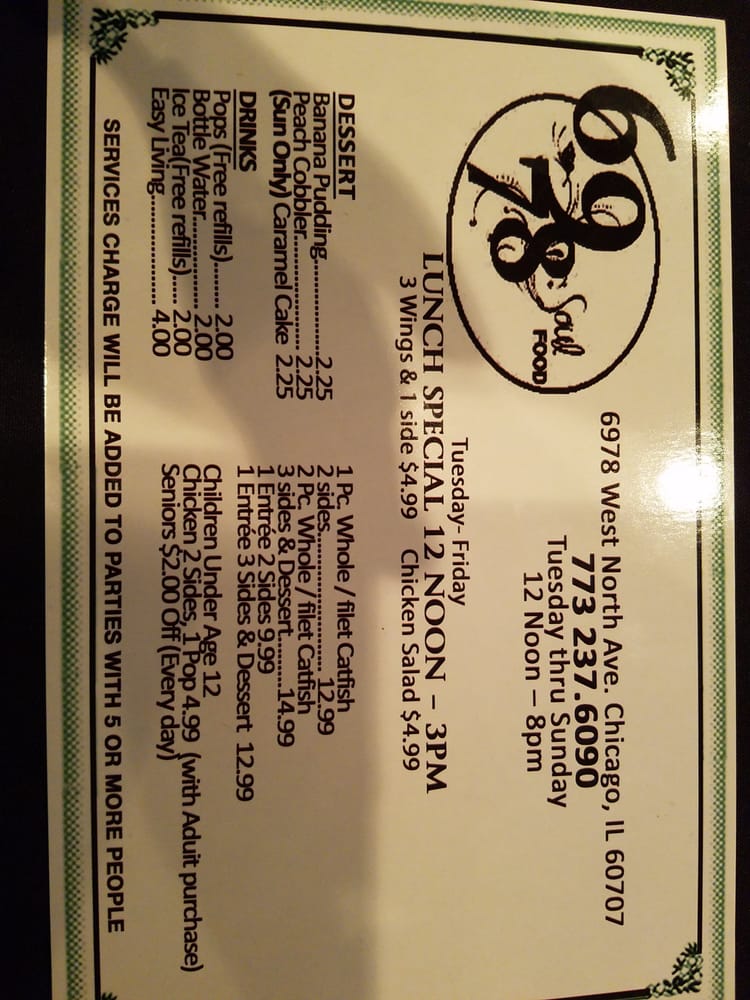 6978 Soul
FOOD
6978 West North Ave. Chicago, IL 60707
773 237.6090
Tuesday thru Sunday
12 Noon – 8pm
Tuesday- Friday
LUNCH SPECIAL 12 NOON – 3PM
3 Wings & 1 side $4.99 Chicken Salad $4.99
DESSERT
Banana Pudding....................2.25
Peach Cobbler.................... 2.25
(Sun Only) Caramel Cake 2.25
DRINKS
Pops (Free refills)........ 2.00
Bottle Water................ 2.00
Ice Tea(Free refills)...... 2.00
Easy Living.................. 4.00
1 Pc. Whole / filet Catfish
2 sides........................ 12.99
2 Pc. Whole / filet Catfish
3 sides & Dessert..........14.99
1 Entrée 2 Sides 9.99
1 Entrée 3 Sides & Dessert 12.99
Children Under Age 12
Chicken 2 Sides, 1 Pop 4.99 (with Aduit purchase)
Seniors $2.00 Off (Every day)
SERVICES CHARGE WILL BE ADDED TO PARTIES WITH 5 OR MORE PEOPLE